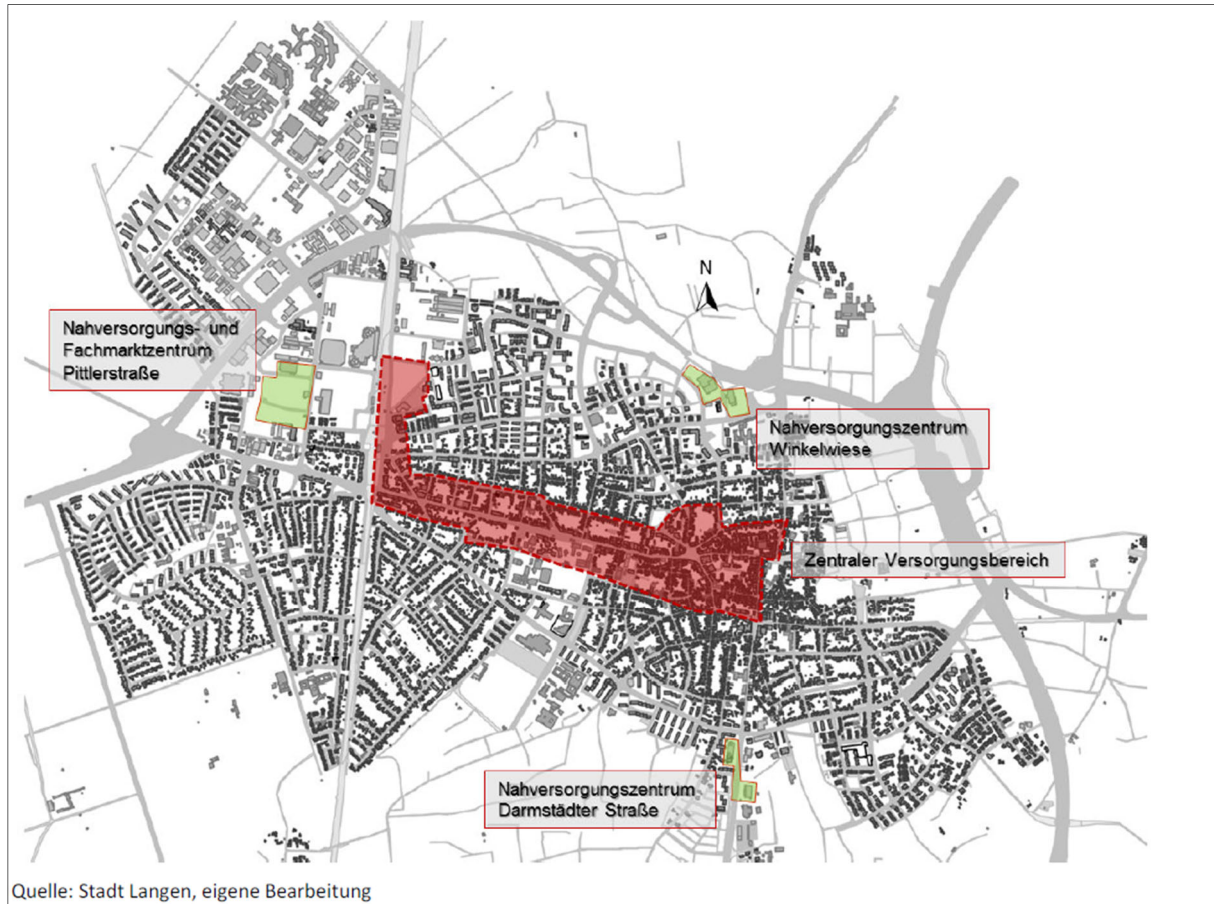 N
Nahversorgungs- und
Fachmarktzentrum
Pittlerstraße
Nahversorgungszentrum
Winkelwiese
Zentraler Versorgungsbereich
Nahversorgungszentrum
Darmstädter Straße
Quelle: Stadt Langen, eigene Bearbeitung